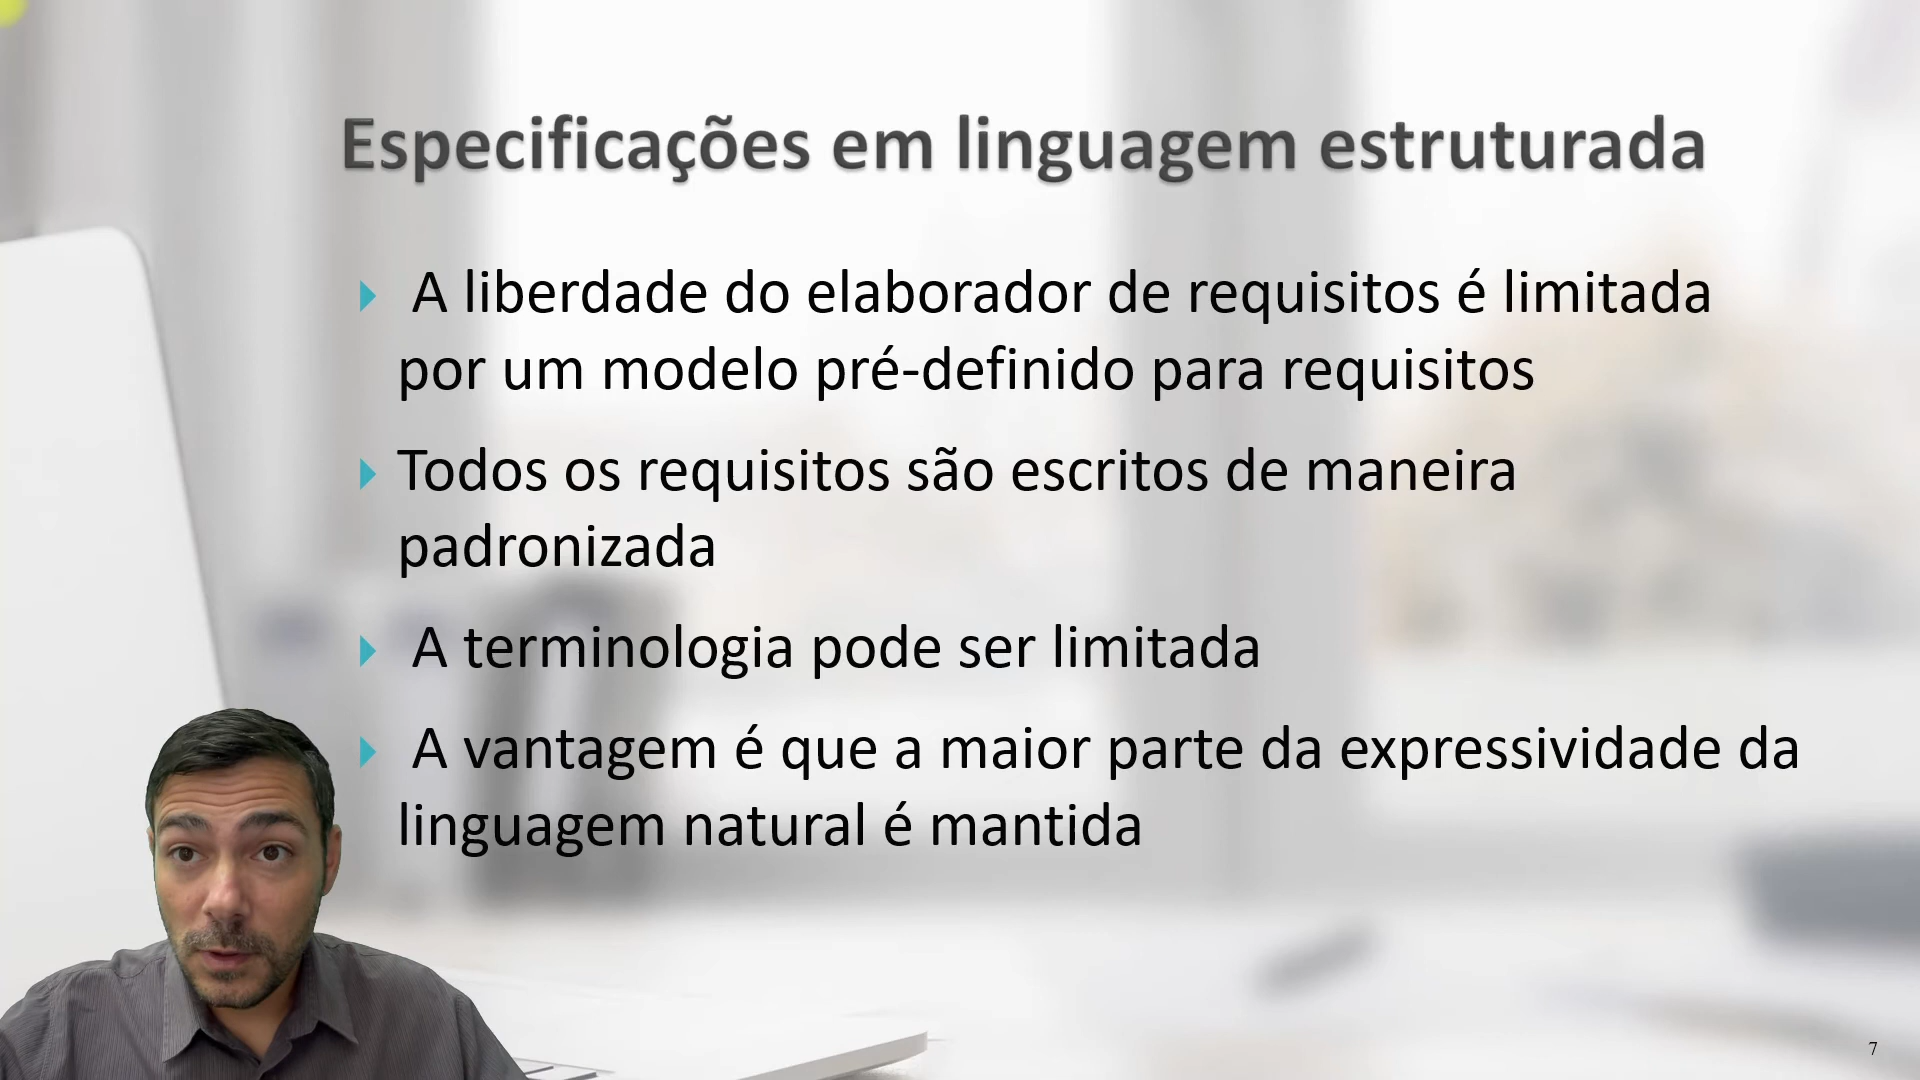 Especificações em linguagem estruturada
A liberdade do elaborador de requisitos é limitada
por um modelo pré-definido para requisitos
Todos os requisitos são escritos de maneira
padronizada
A terminologia pode ser limitada
A vantagem é que a maior parte da expressividade da
linguagem natural é mantida
7